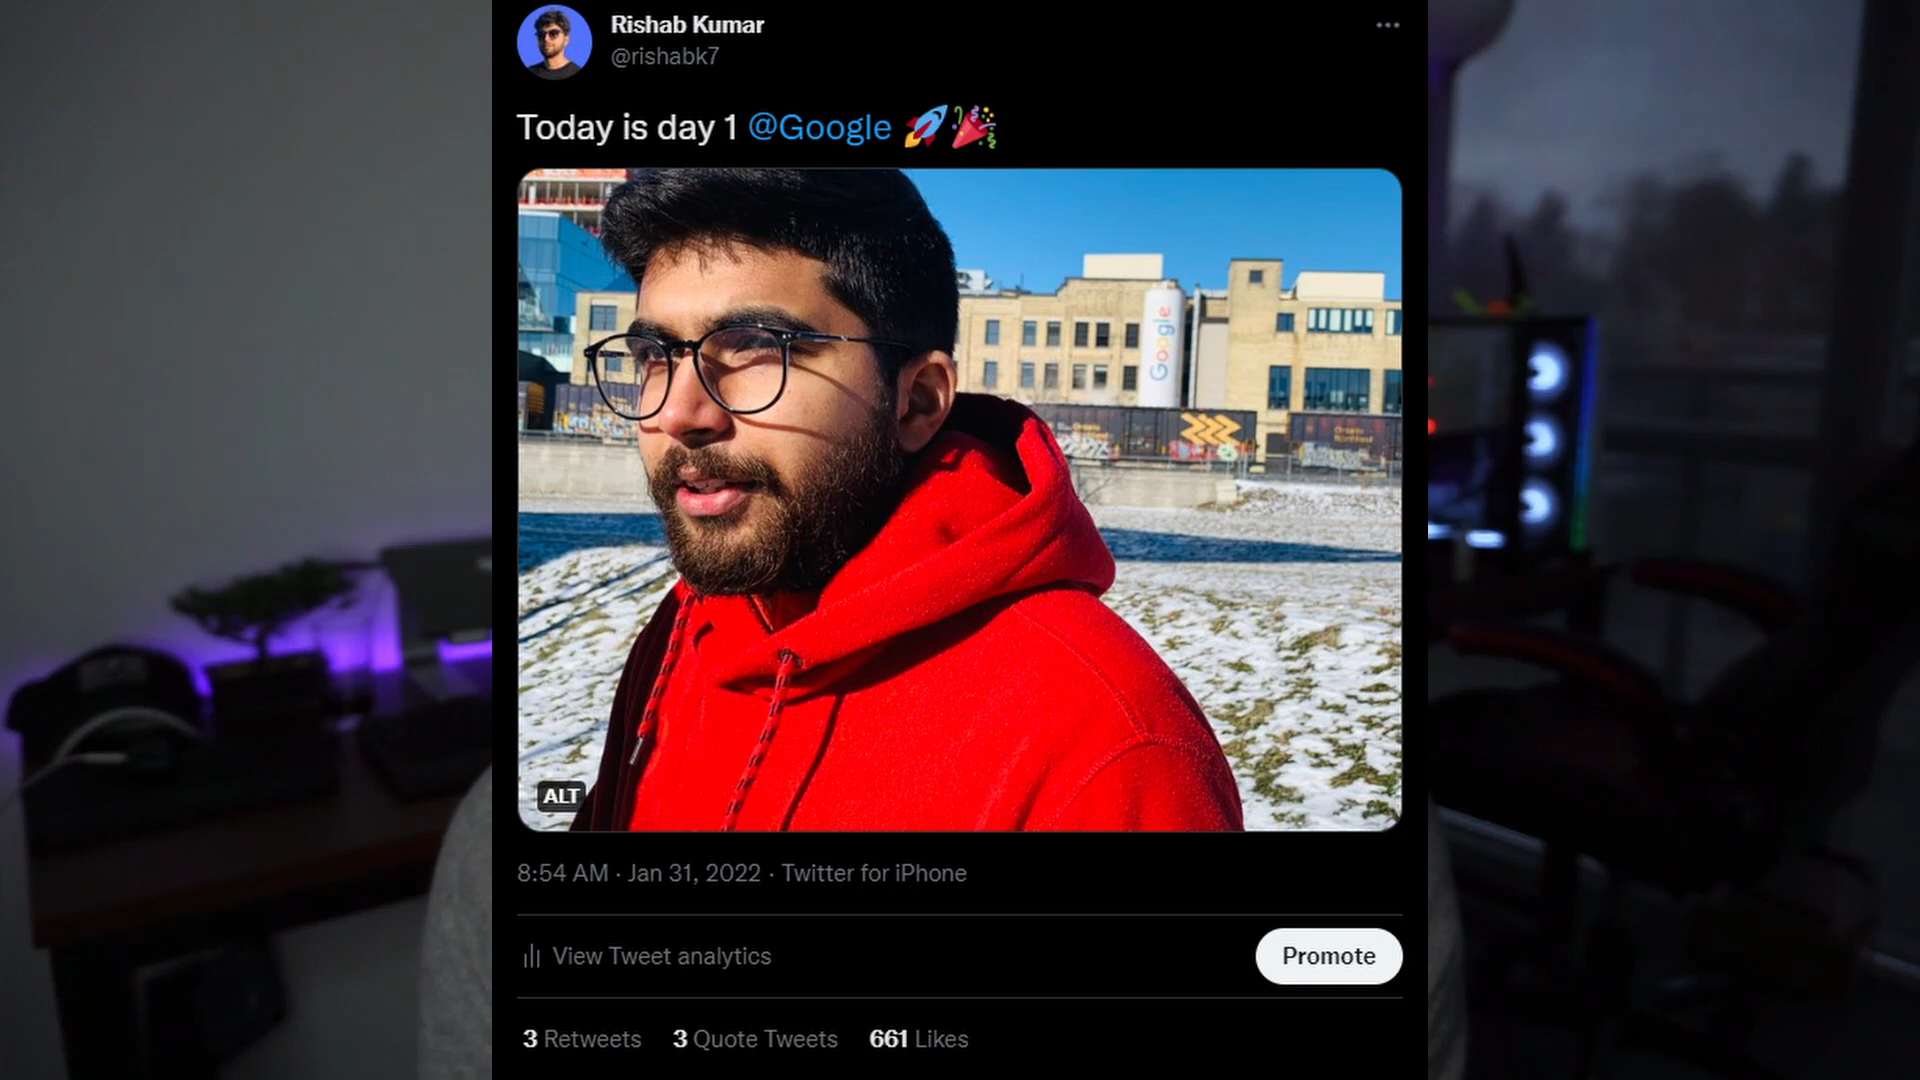 Rishab Kumar
@rishabk7
Today is day 1 @Google 🚀🎉
Google
ALT
8:54 AM · Jan 31, 2022 · Twitter for iPhone
View Tweet analytics
Promote
3 Retweets 3 Quote Tweets 661 Likes